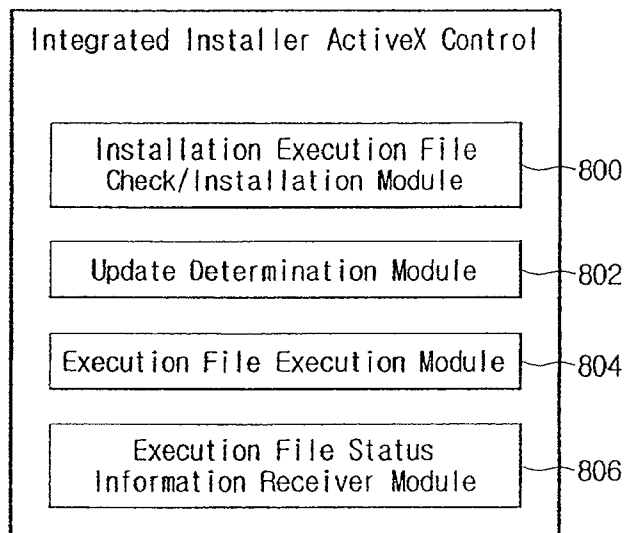 Integrated Installer ActiveX Control
Installation Execution File
Check/Installation Module
800
Update Determination Module
802
Execution File Execution Module
804
Execution File Status
Information Receiver Module
806